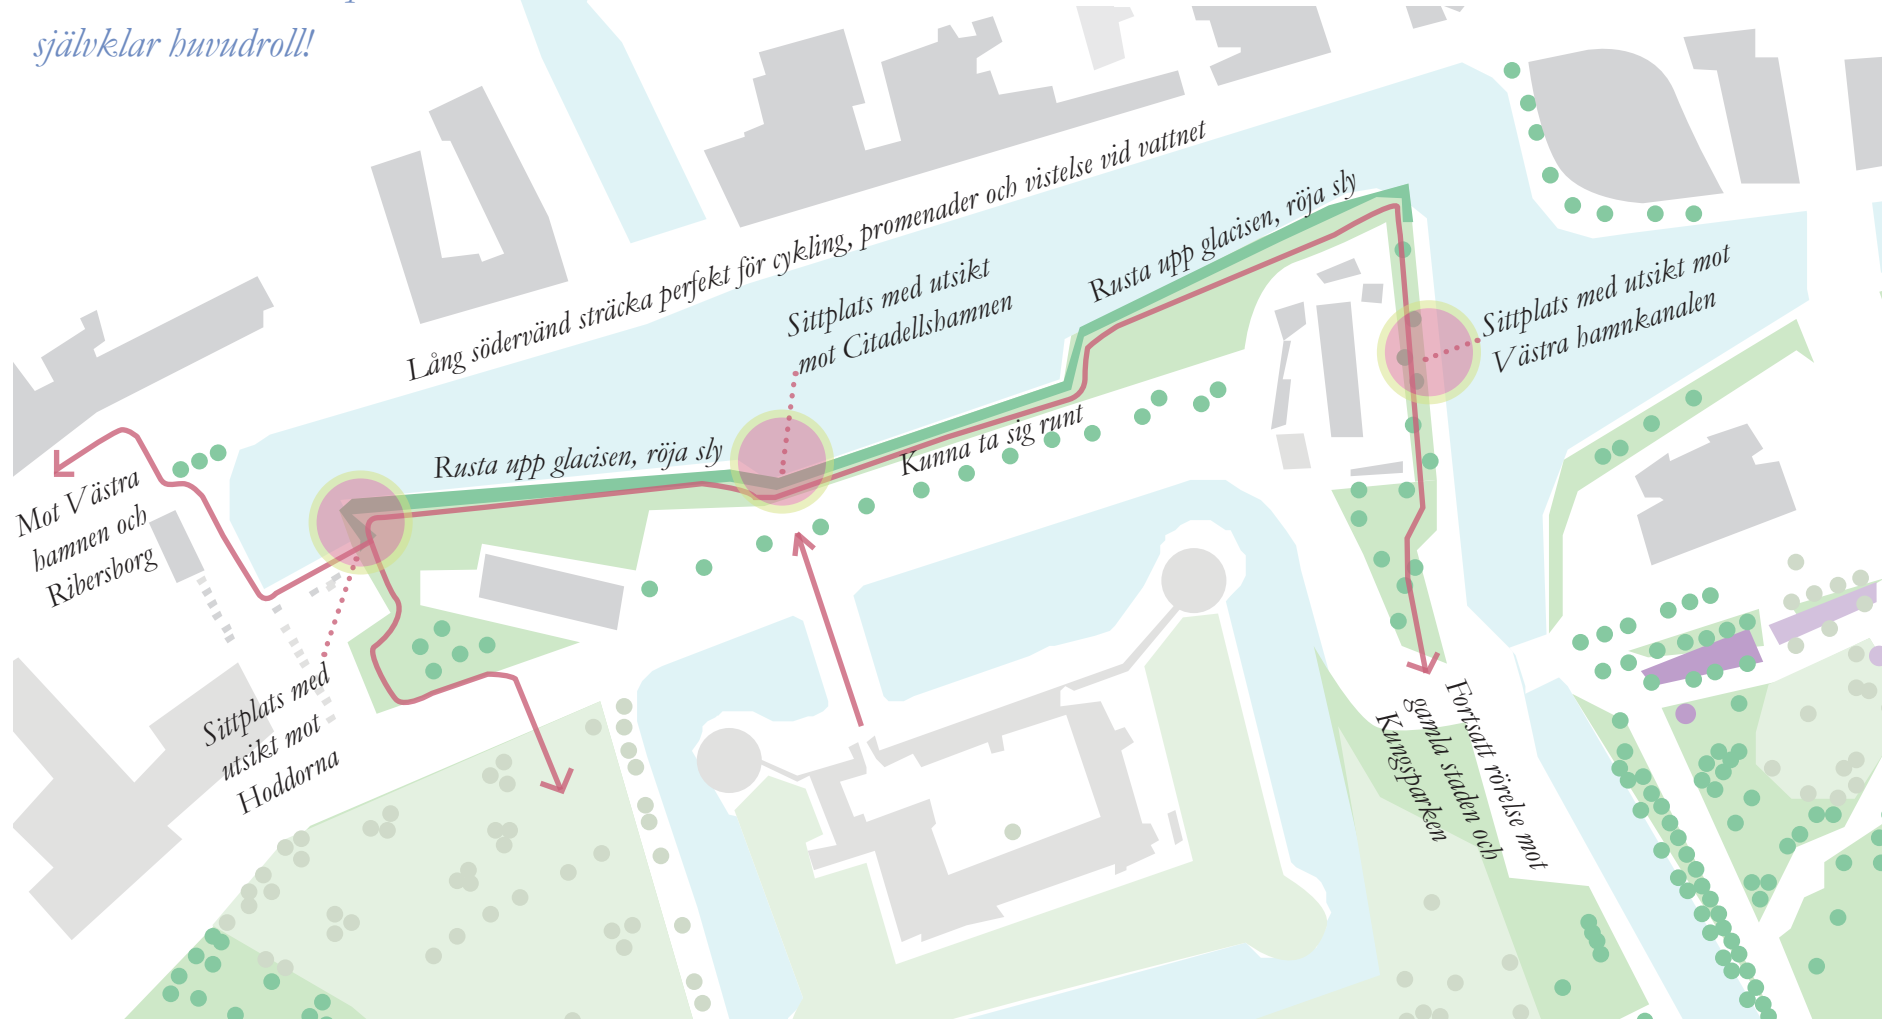 självklar huvudroll!
Lång södervänd sträcka perfekt för cykling, promenader och vistelse vid vattnet
Rusta upp glacisen, röja sly
Sittplats med utsikt
mot Citadellshamnen
Sittplats med utsikt mot
Västra hamnkanalen
Rusta upp glacisen, röja sly
Kunna ta sig runt
Mot Västra
hamnen och
Ribersborg
Sittplats med
utsikt mot
Hoddorna
Fortsatt rörelse mot
gamla staden och
Kungsparken